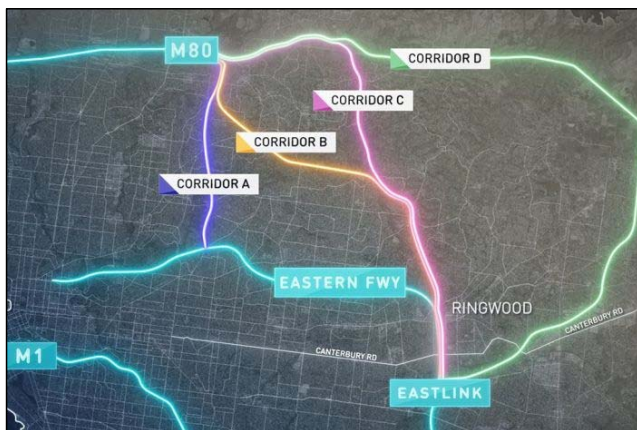 M80
CORRIDOR D
CORRIDOR C
CORRIDOR B
CORRIDOR A
EASTERN FWY
RINGWOOD
CANTERBURY RD
CANTERBURY RD
M1
EASTLINK